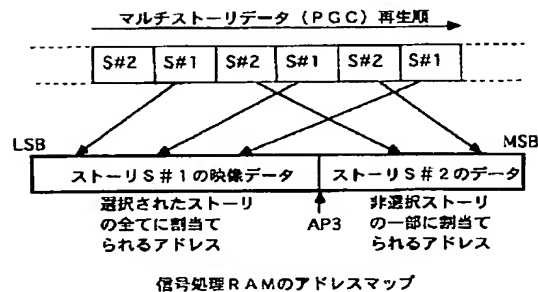 マルチストーリデータ（PGC）再生順
S#2 S#1 S#2 S#1 S#2 S#1
LSB MSB
ストーリS#1の映像データ ストーリS#2のデータ
選択されたストーリ
の全てに割当て
られるアドレス
AP3
非選択ストーリ
の一部に割当て
られるアドレス
信号処理RAMのアドレスマップ